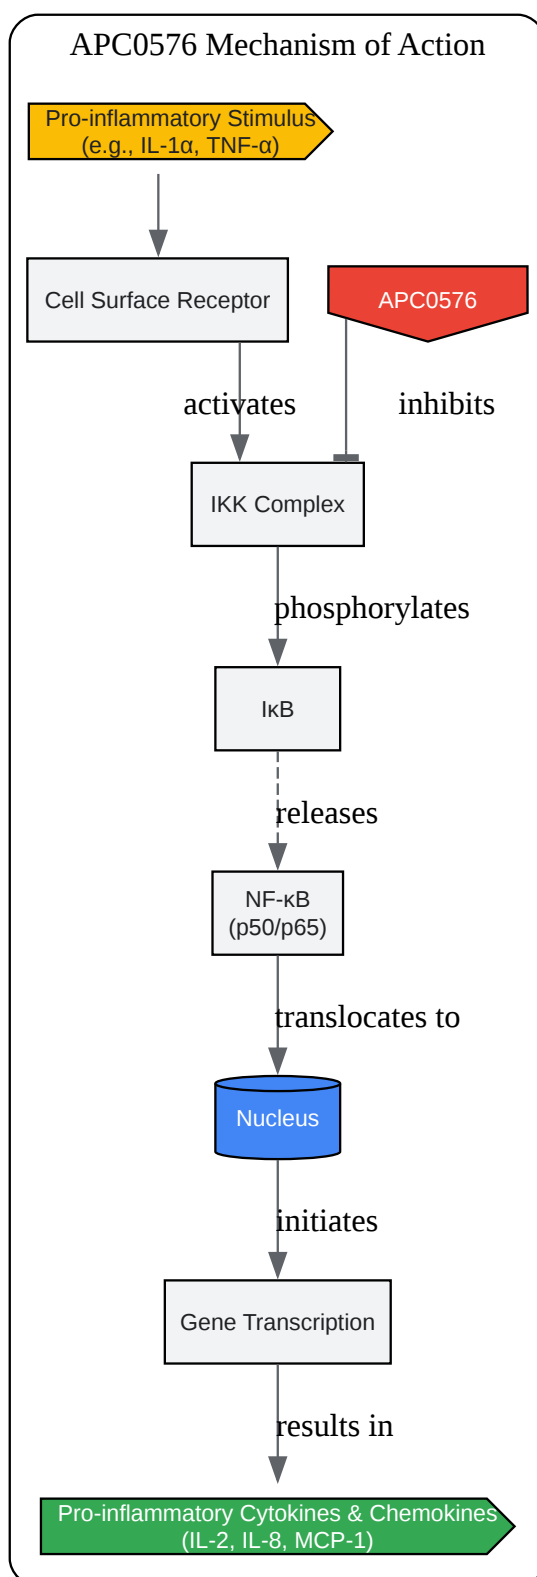 APC0576 Mechanism of Action
Pro-inflammatory Stimulus
(e.g., IL-1α, TNF-α)
Cell Surface Receptor
APC0576
activates
inhibits
IKK Complex
phosphorylates
IκB
releases
NF-κB
(p50/p65)
translocates to
Nucleus
initiates
Gene Transcription
results in
Pro-inflammatory Cytokines & Chemokines
(IL-2, IL-8, MCP-1)